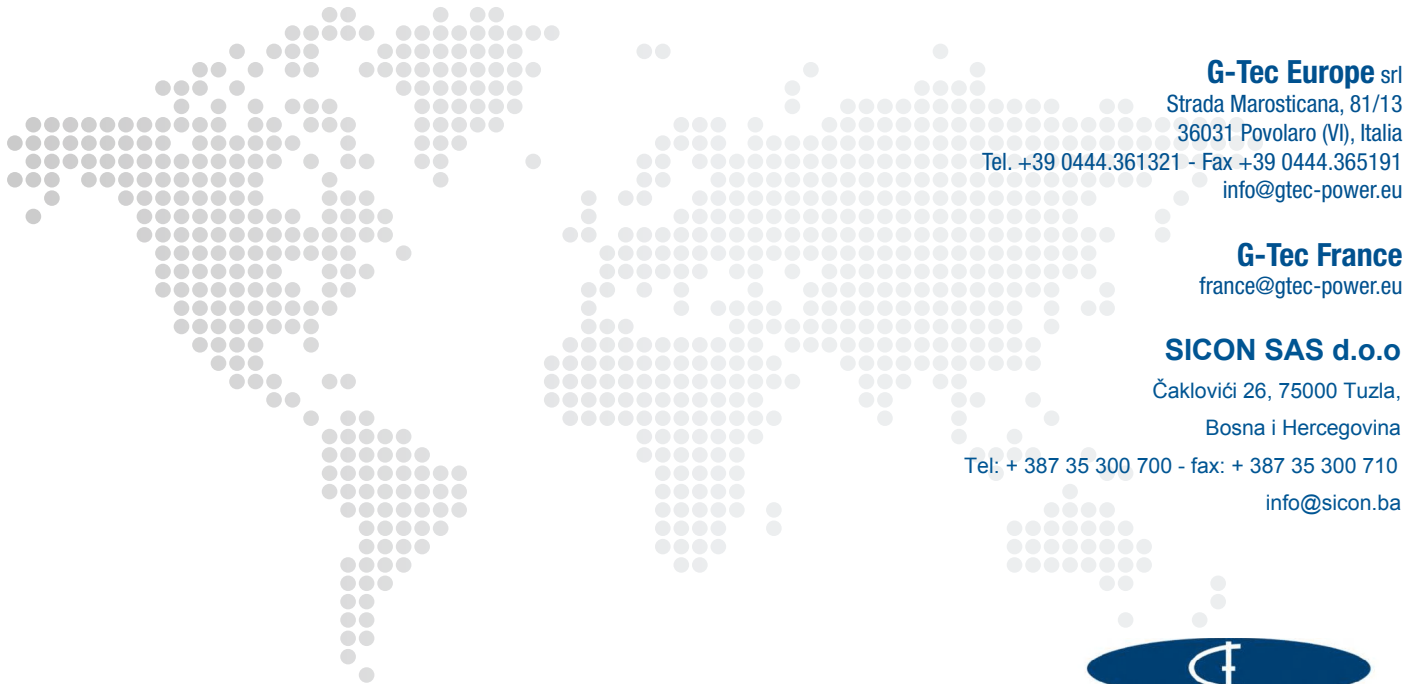 G-Tec Europe srl
Strada Marosticana, 81/13
36031 Povolaro (VI), Italia
Tel. +39 0444.361321 - Fax +39 0444.365191
info@gtec-power.eu
G-Tec France
france@gtec-power.eu
SICON SAS d.o.o
Čaklovići 26, 75000 Tuzla,
Bosna i Hercegovina
Tel: + 387 35 300 700 - fax: + 387 35 300 710
info@sicon.ba